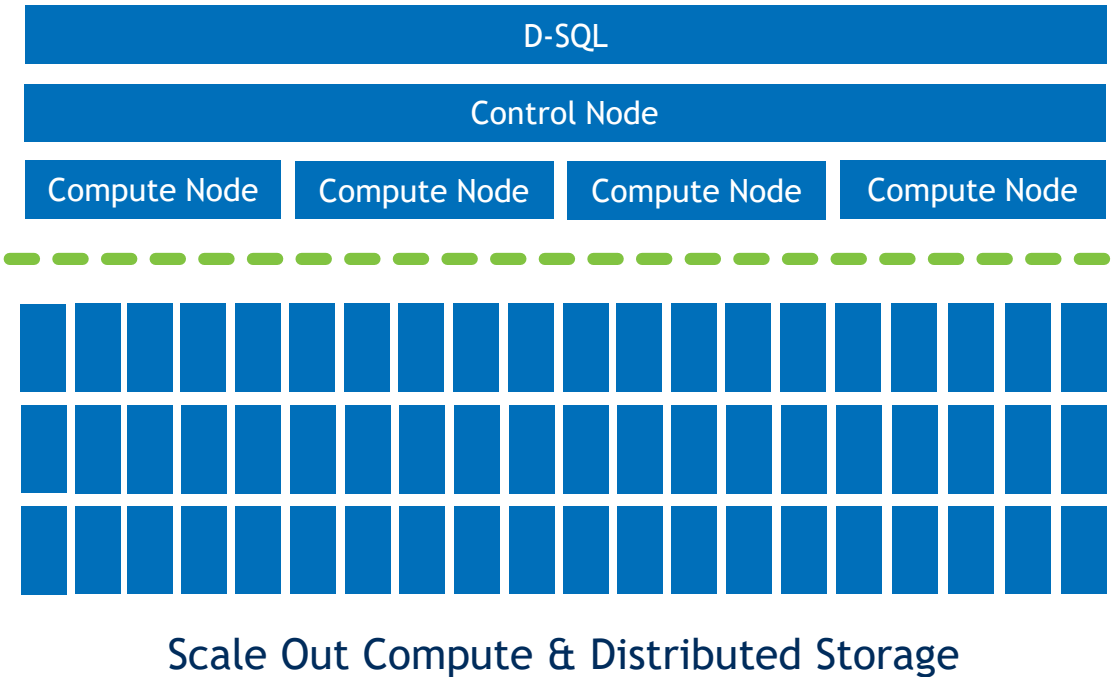 D-SQL
Control Node
Compute Node Compute Node Compute Node Compute Node
Scale Out Compute & Distributed Storage